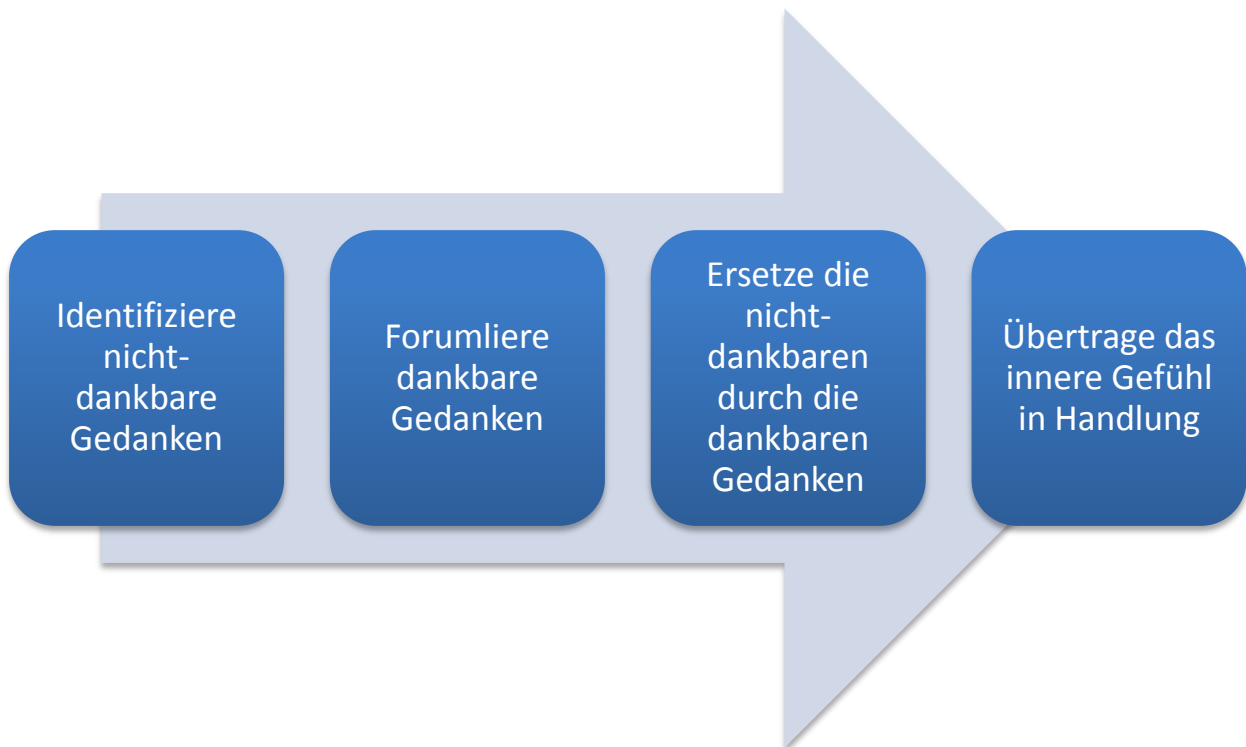 Identifiziere
nicht-
dankbare
Gedanken
Forumliere
dankbare
Gedanken
Ersetze die
nicht-
dankbaren
durch die
dankbaren
Gedanken
Übertrage das
innere Gefühl
in Handlung